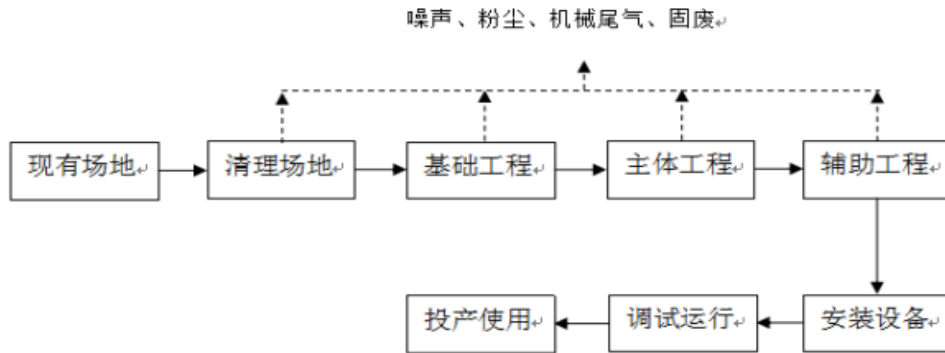 噪声、粉尘、机械尾气、固废
现有场地 清理场地 基础工程 主体工程 辅助工程
投产使用 调试运行 安装设备